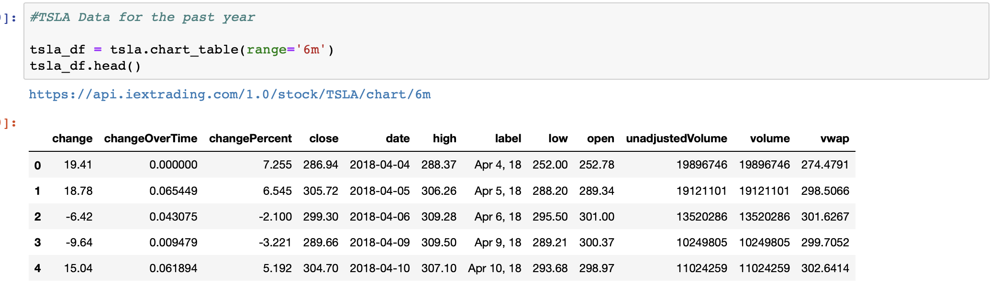 ]:
#TSLA Data for the past year
tsla_df = tsla.chart_table(range='6m')
tsla_df.head()
https://api.iextrading.com/1.0/stock/TSLA/chart/6m
]:
change changeOverTime changePercent close date high label low open unadjustedVolume volume vwap
0 19.41 0.000000 7.255 286.94 2018-04-04 288.37 Apr 4, 18 252.00 252.78 19896746 19896746 274.4791
1 18.78 0.065449 6.545 305.72 2018-04-05 306.26 Apr 5, 18 288.20 289.34 19121101 19121101 298.5066
2 -6.42 0.043075 -2.100 299.30 2018-04-06 309.28 Apr 6, 18 295.50 301.00 13520286 13520286 301.6267
3 -9.64 0.009479 -3.221 289.66 2018-04-09 309.50 Apr 9, 18 289.21 300.37 10249805 10249805 299.7052
4 15.04 0.061894 5.192 304.70 2018-04-10 307.10 Apr 10, 18 293.68 298.97 11024259 11024259 302.6414